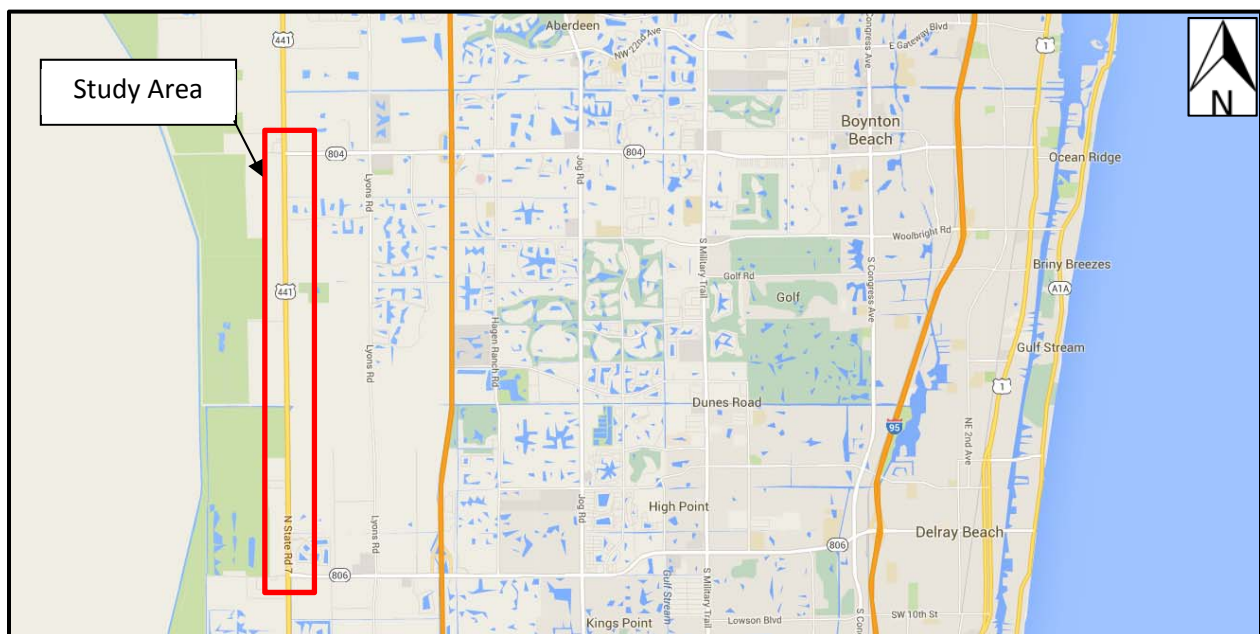 441
Aberdeen
NW 22nd Ave
Congress Ave
E Gateway Blvd
1
N
Study Area
804
Lyons Rd
Jog Rd
804
Boynton
Beach
Ocean Ridge
S Military Trail
Woolbright Rd
Golf Rd
Golf
S Congress Ave
Briny Breezes
A1A
441
Hagen Ranch Rd
Lyons Rd
Gulf Stream
1
Dunes Road
95
NE 2nd Ave
N State Rd 7
Lyons Rd
Jog Rd
High Point
Delray Beach
806
806
Gulf Stream
S Military Trail
Kings Point
Lowson Blvd
S Con
SW 10th St